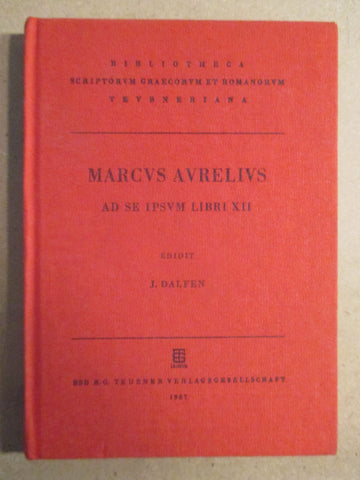 BIBLIOTHECA
SCRIPTORVM GRAECORVM ET ROMANORVM
TEVBNERIANA
MARCVS AVRELIVS
AD SE IPSVM LIBRI XII
EDIDIT
J. DALFEN
BSB B.G. TEUBNER VERLAGSGESELLSCHAFT
1987